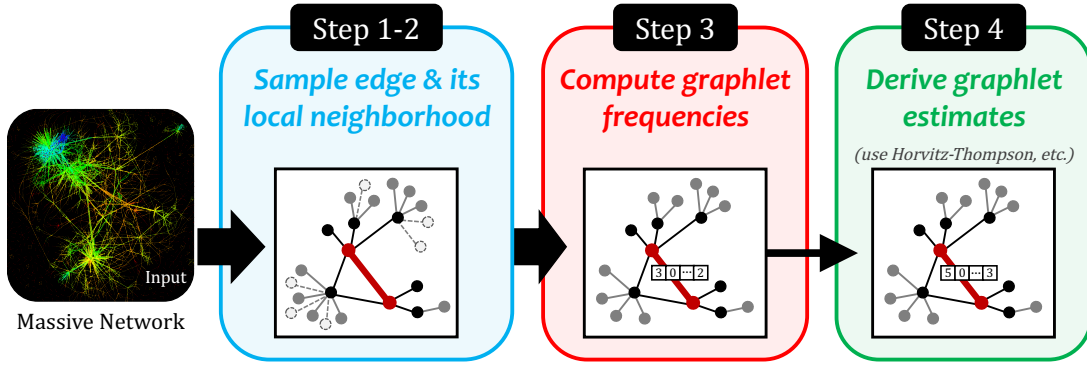 Step 1-2
Sample edge & its
local neighborhood
Input
Massive Network
Step 3
Compute graphlet
frequencies
3 0 ··· 2
Step 4
Derive graphlet
estimates
(use Horvitz-Thompson, etc.)
5 0 ··· 3